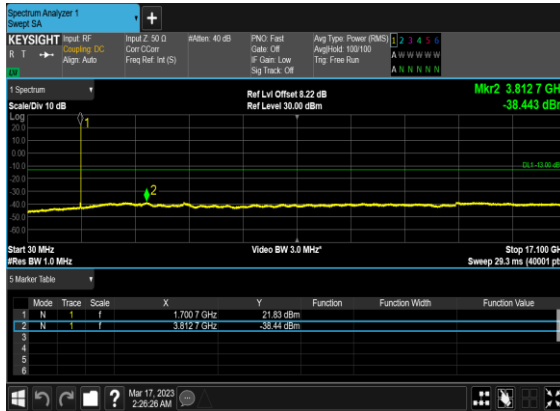 Spectrum Analyzer 1
Swept SA
+
KEYSIGHT Input: RF Input Z: 50 Ω #Atten: 40 dB PNO: Fast Avg Type: Power (RMS) 1 2 3 4 5 6
R T Coupling: DC Corr CCorr Gate: Off Avg|Hold: 100/100 A W W W W W
Align: Auto Freq Ref: Int (S) IF Gain: Low Trig: Free Run
Sig Track: Off A N N N N N
1 Spectrum Ref Lvl Offset 8.22 dB Mkr2 3.812 7 GH
Scale/Div 10 dB Ref Level 30.00 dBm -38.443 dB
Log
20.0
10.0
0.00
-10.0
-20.0
-30.0
-40.0
-50.0
-60.0
1
2
DL1 -13.00 dB
Start 30 MHz Video BW 3.0 MHz* Stop 17.100 GH
#Res BW 1.0 MHz Sweep 29.3 ms (40001 pt
5 Marker Table
Mode Trace Scale X Y Function Function Width Function Value
1 N 1 f 1.700 7 GHz 21.83 dBm
2 N 1 f 3.812 7 GHz -38.44 dBm
3
4
5
6
? Mar 17, 2023
2:26:26 AM